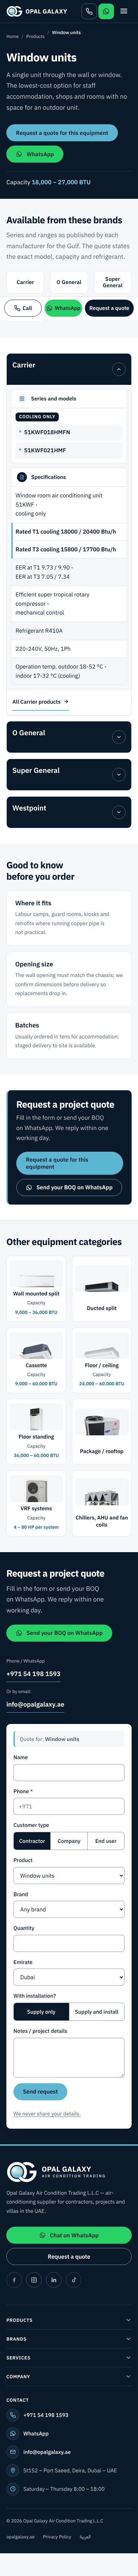 OPAL GALAXY
Home / Products / Window units
Window units
A single unit through the wall or window.
The lowest-cost option for staff
accommodation, shops and rooms with no
space for an outdoor unit.
Request a quote for this equipment
WhatsApp
Capacity 18,000 – 27,000 BTU
Available from these brands
Series and ranges as published by each
manufacturer for the Gulf. The quote states
the exact model, capacity and refrigerant.
Carrier
O General
Super
General
Call
WhatsApp
Request a quote
Carrier
Series and models
COOLING ONLY
51KWF018HMFN
51KWF021HMF
Specifications
Window room air conditioning unit
51KWF ·
cooling only
Rated T1 cooling 18000 / 20400 Btu/h
Rated T3 cooling 15800 / 17700 Btu/h
EER at T1 9.73 / 9.90 ·
EER at T3 7.05 / 7.34
Efficient super tropical rotary
compressor ·
mechanical control
Refrigerant R410A
220-240V, 50Hz, 1Ph
Operation temp. outdoor 18-52 °C ·
indoor 17-32 °C (cooling)
All Carrier products →
O General
Super General
Westpoint
Good to know
before you order
Where it fits
Labour camps, guard rooms, kiosks and
retrofits where running copper pipe is
not practical.
Opening size
The wall opening must match the chassis; we
confirm dimensions before delivery so
replacements drop in.
Batches
Usually ordered in tens for accommodation;
staged delivery to site is available.
Request a project quote
Fill in the form or send your BOQ
on WhatsApp. We reply within one
working day.
Request a quote for this
equipment
Send your BOQ on WhatsApp
Other equipment categories
Wall mounted split
Capacity
9,000 – 36,000 BTU
Ducted split
Cassette
Capacity
9,000 – 60,000 BTU
Floor / ceiling
Capacity
24,000 – 60,000 BTU
Floor standing
Capacity
36,000 – 60,000 BTU
Package / rooftop
VRF systems
Capacity
4 – 80 HP per system
Chillers, AHU and fan
coils
Request a project quote
Fill in the form or send your BOQ
on WhatsApp. We reply within one
working day.
Send your BOQ on WhatsApp
Phone / WhatsApp
+971 54 198 1593
Or by email:
info@opalgalaxy.ae
Quote for: Window units
Name
Phone *
+971
Customer type
Contractor
Company
End user
Product
Window units
Brand
Any brand
Quantity
Emirate
Dubai
With installation?
Supply only
Supply and install
Notes / project details
Send request
We never share your details.
OPAL GALAXY
AIR CONDITION TRADING
Opal Galaxy Air Condition Trading L.L.C — air-
conditioning supplier for contractors, projects and
villas in the UAE.
Chat on WhatsApp
Request a quote
PRODUCTS
BRANDS
SERVICES
COMPANY
CONTACT
+971 54 198 1593
WhatsApp
info@opalgalaxy.ae
St152 – Port Saeed, Deira, Dubai – UAE
Saturday – Thursday 8:00 – 18:00
© 2026 Opal Galaxy Air Condition Trading L.L.C
opalgalaxy.ae Privacy Policy العربية